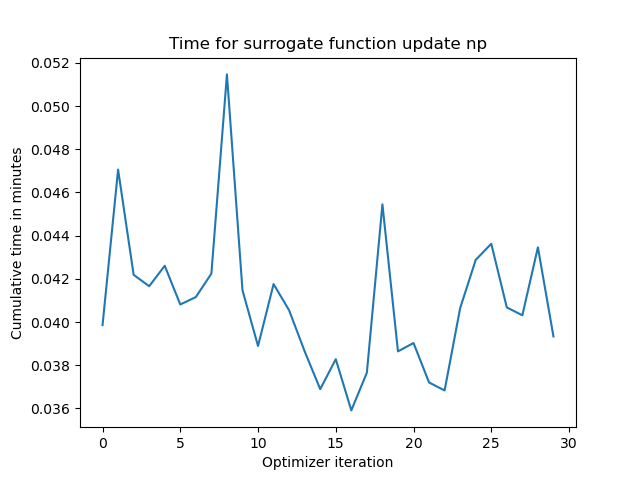 Time for surrogate function update np
0.052
0.050
0.048
0.046
0.044
0.042
0.040
0.038
0.036
Cumulative time in minutes
0 5 10 15 20 25 30
Optimizer iteration